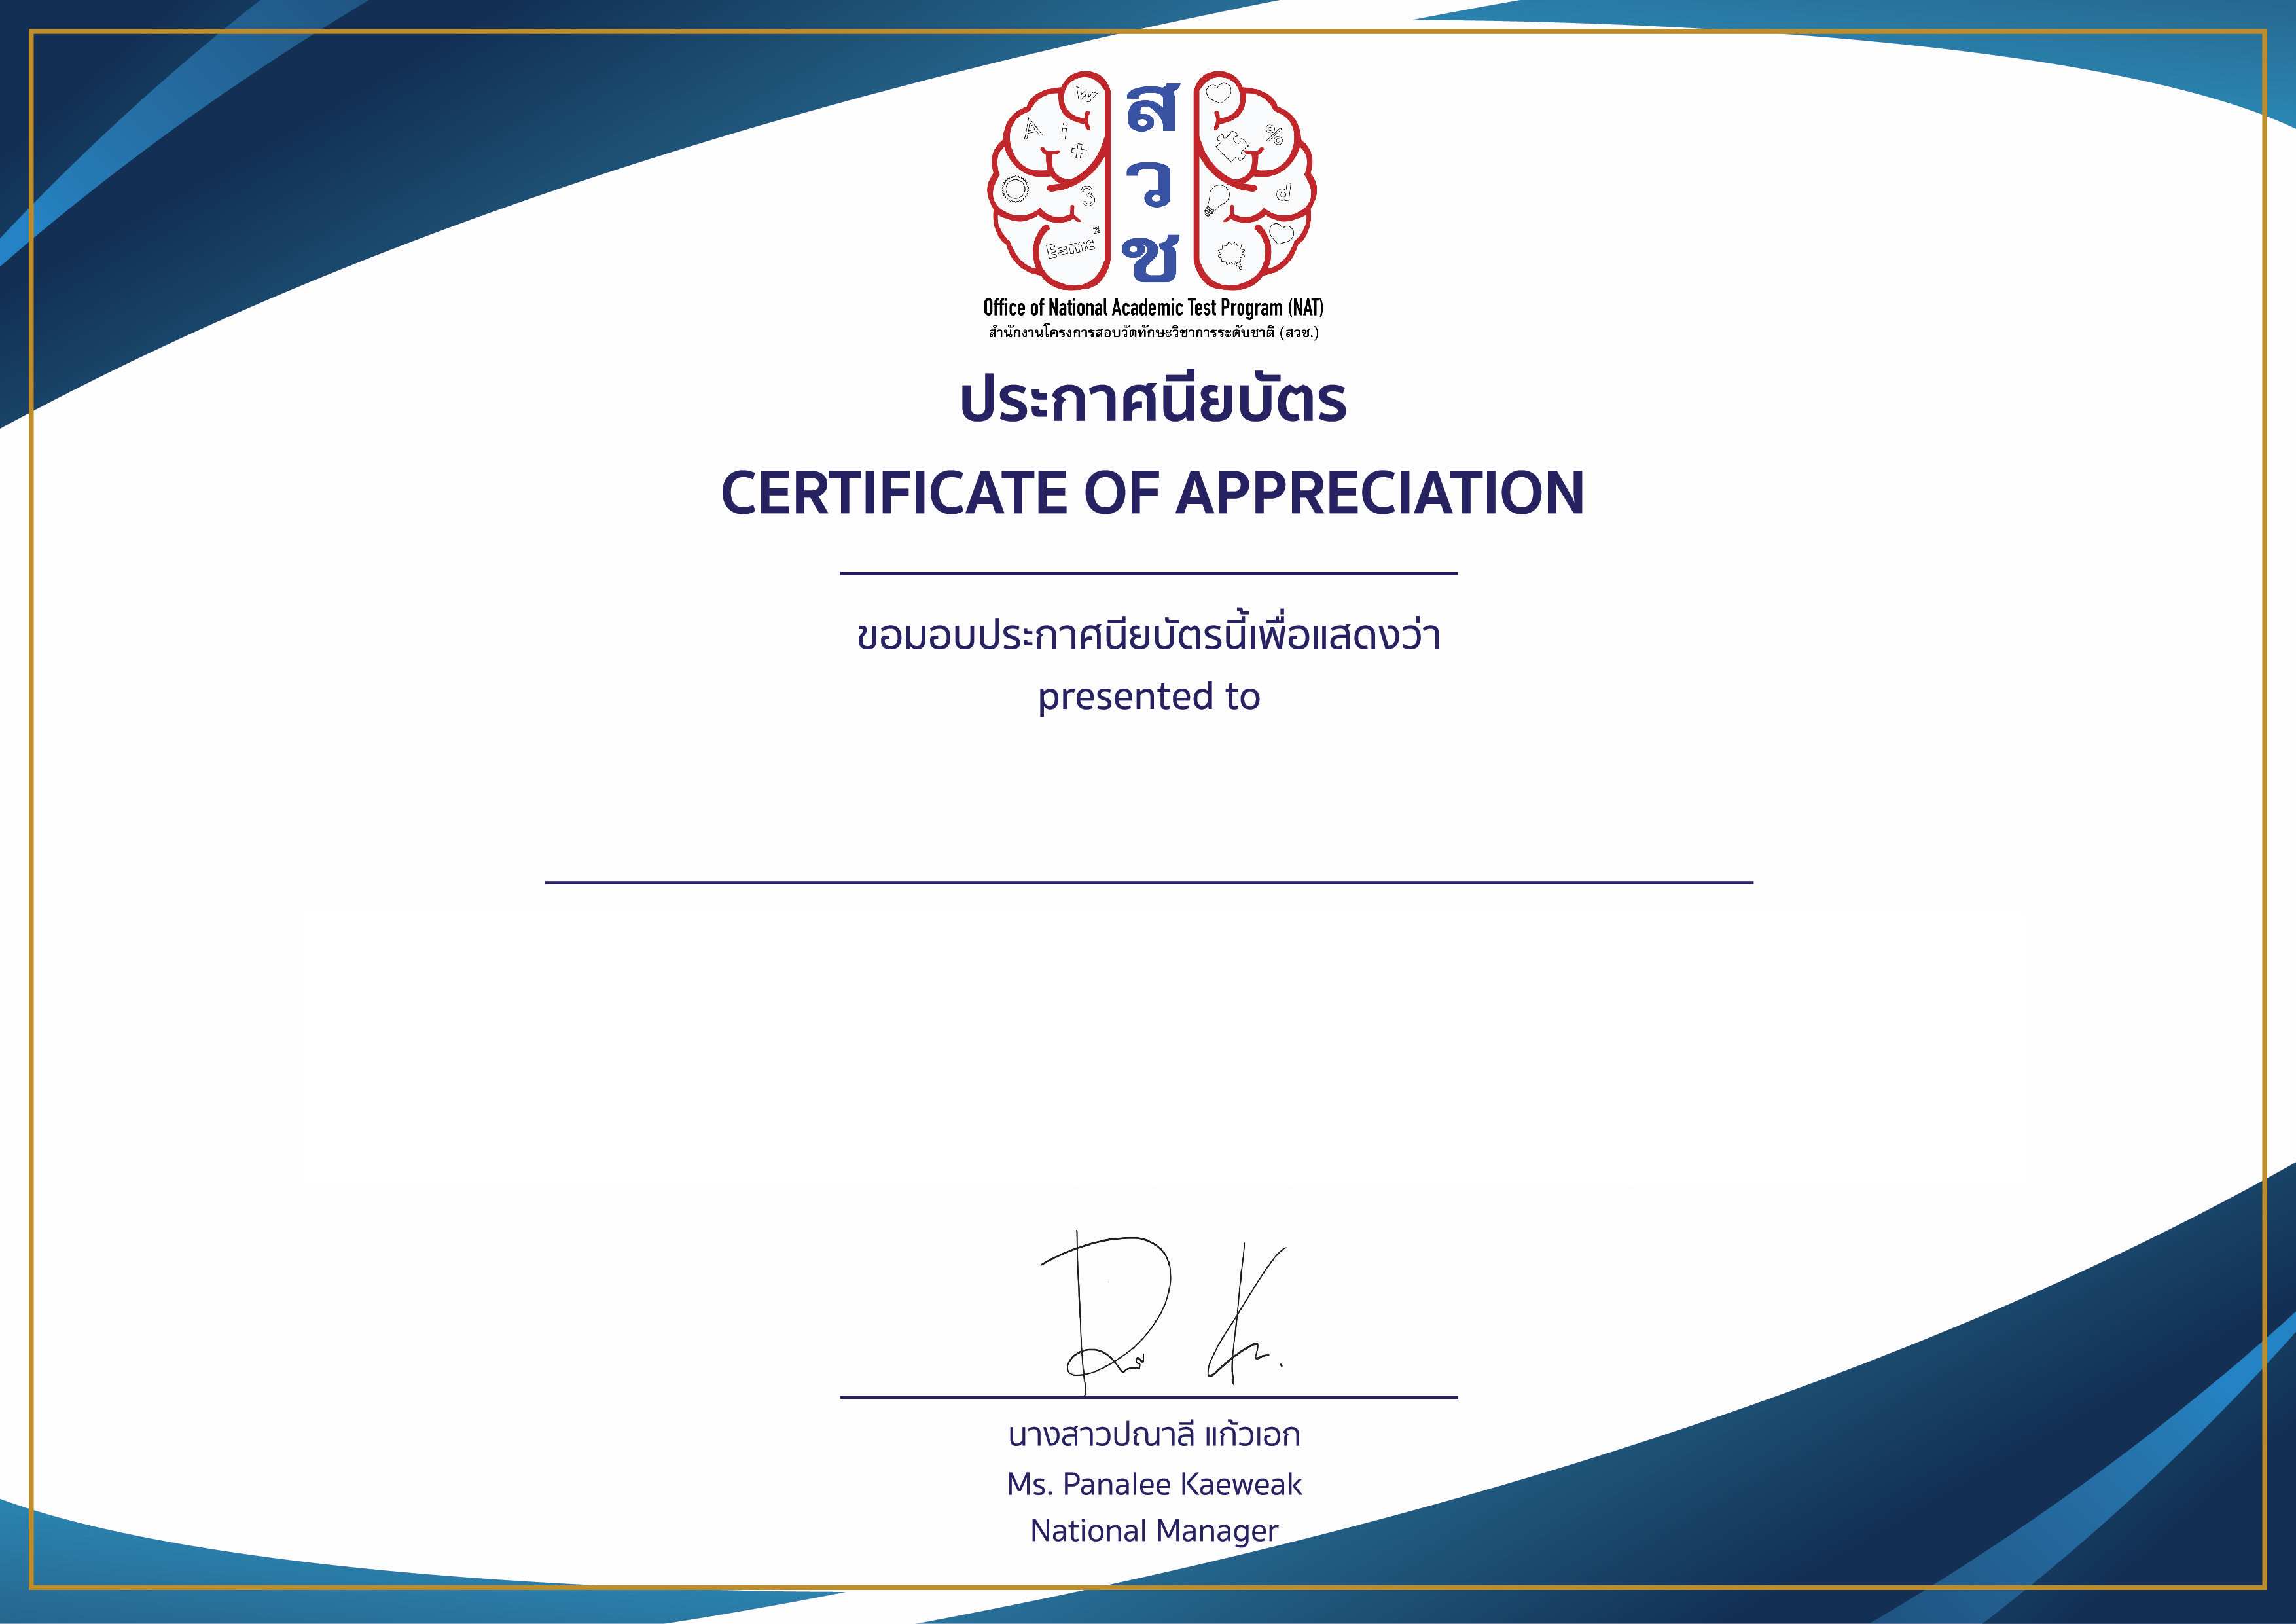 ส
ว
ช
W
A i
%
3
d
E=mc²
Office of National Academic Test Program (NAT)
สำนักงานโครงการสอบวัดทักษะวิชาการระดับชาติ (สวช.)
ประกาศนียบัตร
CERTIFICATE OF APPRECIATION
ขอมอบประกาศนียบัตรนี้เพื่อแสดงว่า
presented to
นางสาวปณาลี แก้วเอก
Ms. Panalee Kaeweak
National Manager